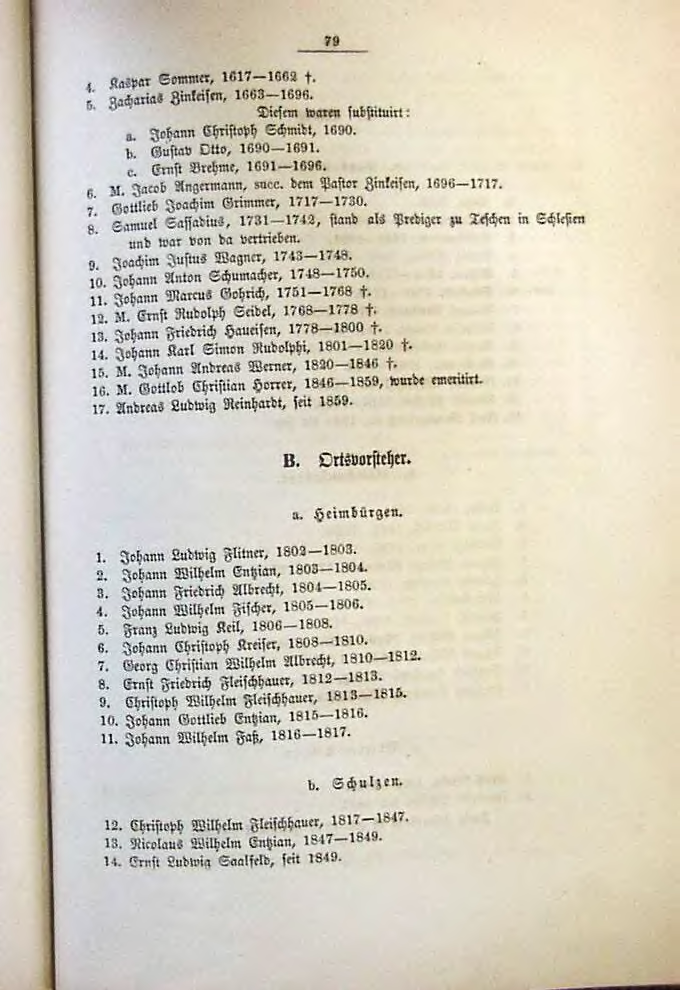 79
4. Kaspar Sommer, 1617—1662 †.
5. Zacharias Zinkeisen, 1663—1696.
Diesem waren substituirt:
a. Johann Christoph Schmidt, 1690.
b. Gustav Otto, 1690—1691.
c. Ernst Brehme, 1691—1696.
6. M. Jacob Angermann, succ. dem Pastor Zinkeisen, 1696—1717.
7. Gottlieb Joachim Grimmer, 1717—1730.
8. Samuel Sassadius, 1731—1742, stand als Prediger zu Teschen in Schlesien
und war von da vertrieben.
9. Joachim Justus Wagner, 1743—1748.
10. Johann Anton Schumacher, 1748—1750.
11. Johann Marcus Gohrich, 1751—1768 †.
12. M. Ernst Rudolph Seidel, 1768—1778 †.
13. Johann Friedrich Haueisen, 1778—1800 †.
14. Johann Karl Simon Rudolphi, 1801—1820 †.
15. M. Johann Andreas Werner, 1820—1846 †.
16. M. Gottlob Christian Horrer, 1846—1859, wurde emeritirt.
17. Andreas Ludwig Reinhardt, seit 1859.
B. Ortsvorsteher.
a. Heimbürgen.
1. Johann Ludwig Flitner, 1802—1803.
2. Johann Wilhelm Entzian, 1803—1804.
3. Johann Friedrich Albrecht, 1804—1805.
4. Johann Wilhelm Fischer, 1805—1806.
5. Franz Ludwig Keil, 1806—1808.
6. Johann Christoph Kreiser, 1808—1810.
7. Georg Christian Wilhelm Albrecht, 1810—1812.
8. Ernst Friedrich Fleischhauer, 1812—1813.
9. Christoph Wilhelm Fleischhauer, 1813—1815.
10. Johann Gottlieb Entzian, 1815—1816.
11. Johann Wilhelm Faß, 1816—1817.
b. Schulzen.
12. Christoph Wilhelm Fleischhauer, 1817—1847.
13. Nicolaus Wilhelm Entzian, 1847—1849.
14. Ernst Ludwig Saalfeld, seit 1849.